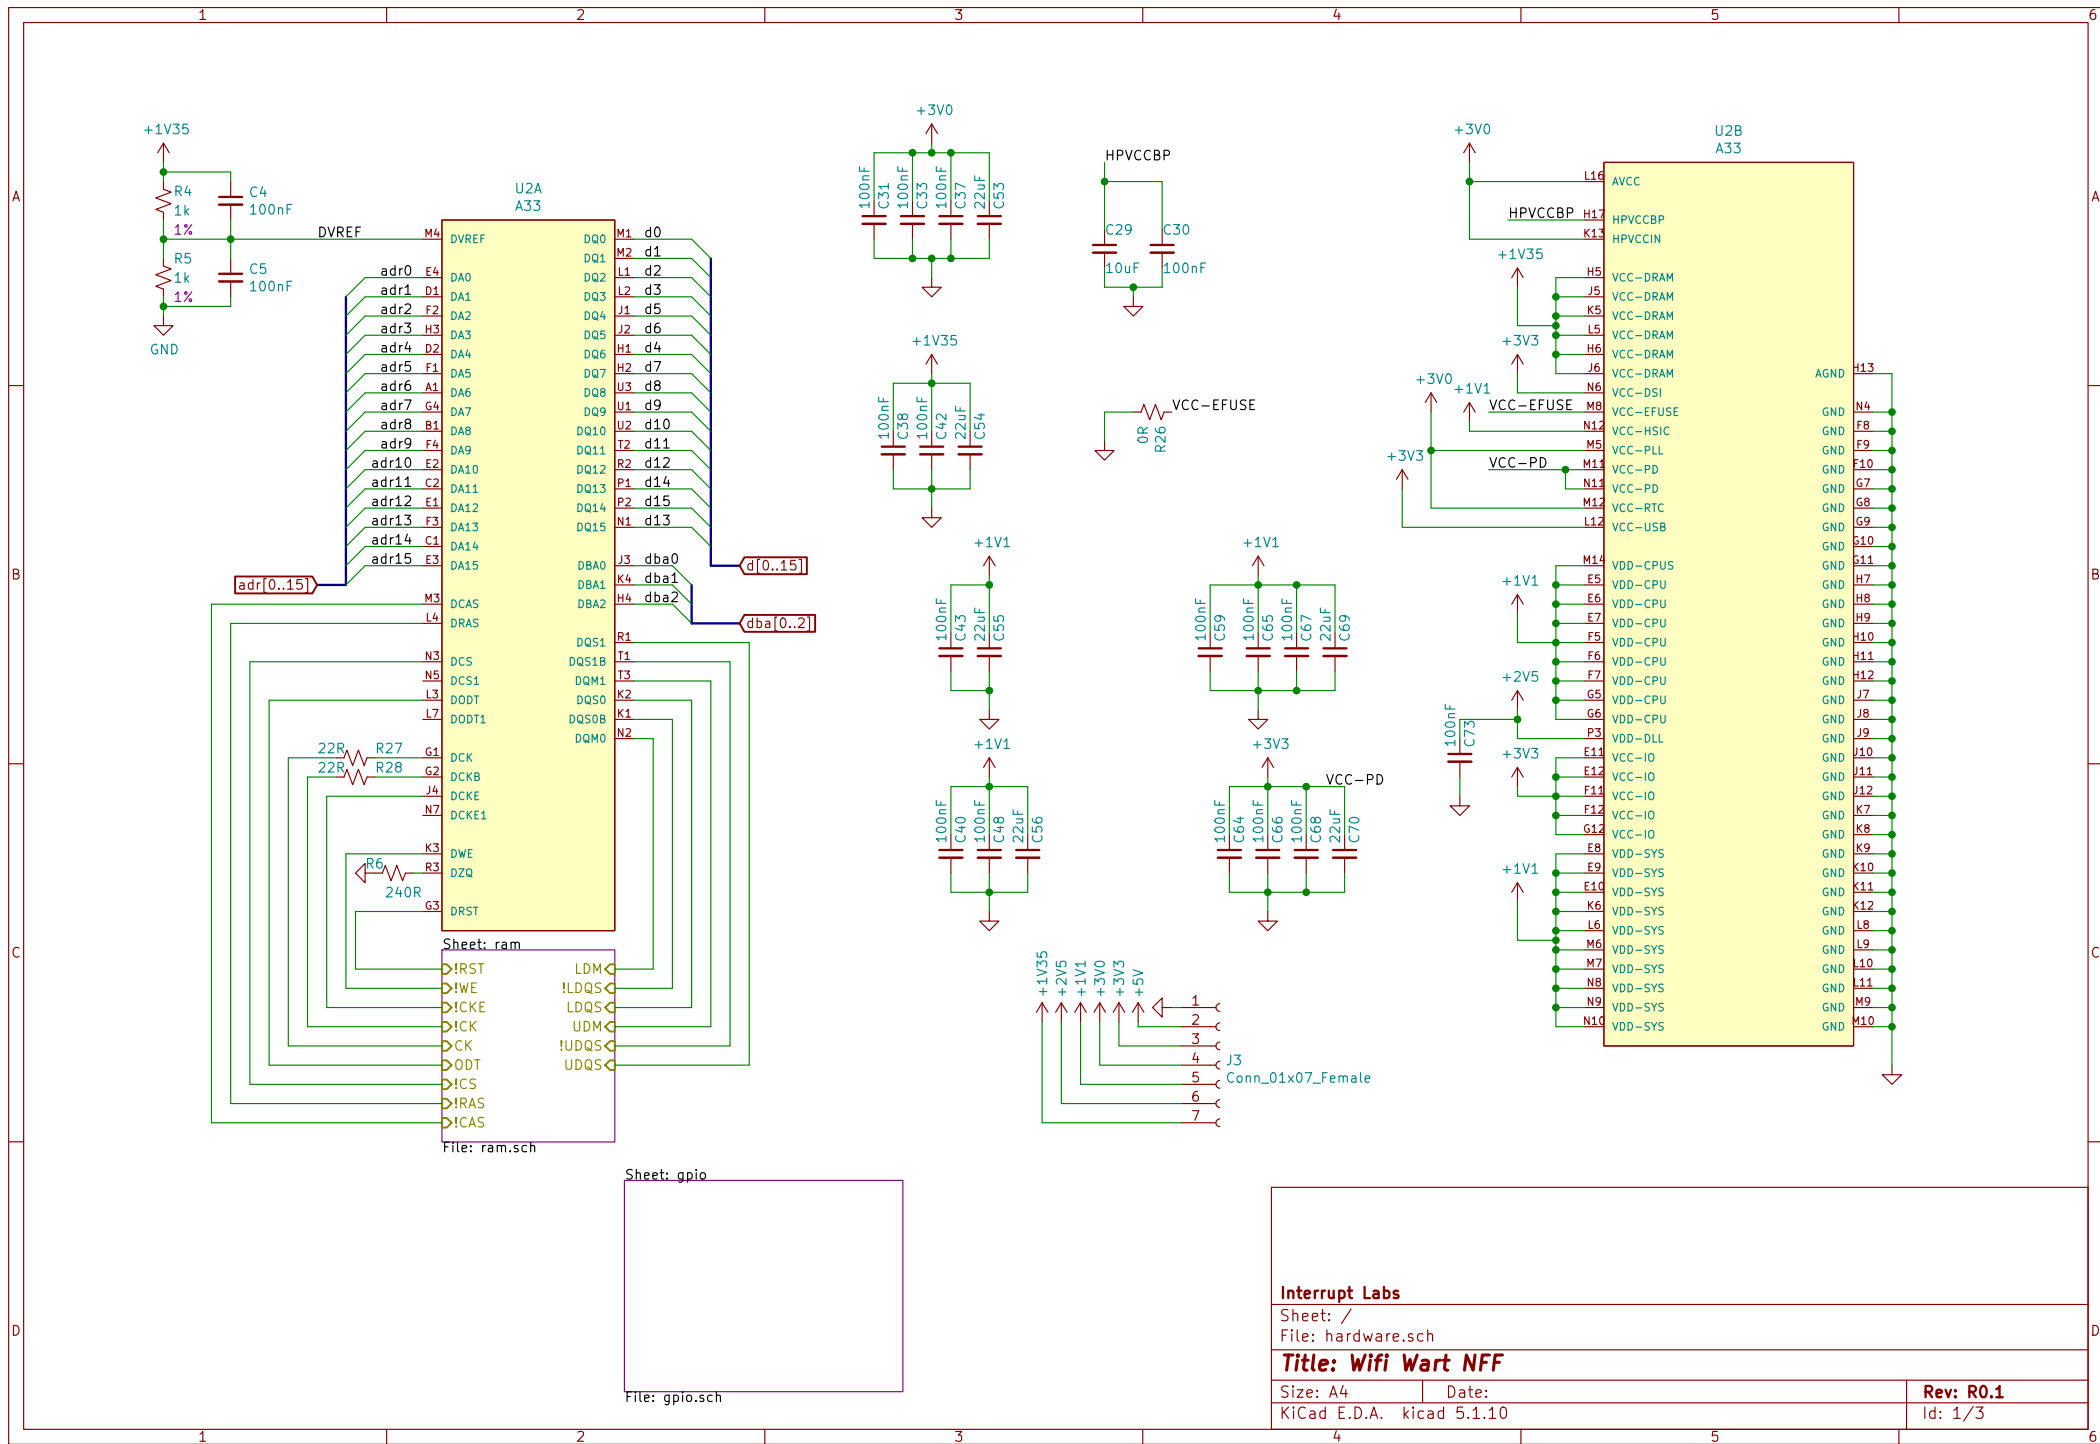 1 2 3 4 5 6
A
B
C
D
A
B
C
D
1 2 3 4 5 6
+1V35
R4
1k
1%
C4
100nF
R5
1k
1%
C5
100nF
GND
DVREF
U2A
A33
M4 DVREF
adr0 E4 DA0
adr1 D1 DA1
adr2 F2 DA2
adr3 H3 DA3
adr4 D2 DA4
adr5 F1 DA5
adr6 A1 DA6
adr7 G4 DA7
adr8 B1 DA8
adr9 F4 DA9
adr10 E2 DA10
adr11 C2 DA11
adr12 E1 DA12
adr13 F3 DA13
adr14 C1 DA14
adr15 E3 DA15
adr[0..15]
M3 DCAS
L4 DRAS
N3 DCS
N5 DCS1
L3 DODT
L7 DODT1
22R R27 G1 DCK
22R R28 G2 DCKB
J4 DCKE
N7 DCKE1
K3 DWE
R6 R3 DZQ
240R
G3 DRST
DQ0 M1 d0
DQ1 M2 d1
DQ2 L1 d2
DQ3 L2 d3
DQ4 J1 d5
DQ5 J2 d6
DQ6 H1 d4
DQ7 H2 d7
DQ8 U3 d8
DQ9 U1 d9
DQ10 U2 d10
DQ11 T2 d11
DQ12 R2 d12
DQ13 P1 d14
DQ14 P2 d15
DQ15 N1 d13
DBA0 J3 dba0
DBA1 K4 dba1
DBA2 H4 dba2
d[0..15]
dba[0..2]
DQS1 R1
DQS1B T1
DQM1 T3
DQS0 K2
DQS0B K1
DQM0 N2
Sheet: ram
!RST LDM
!WE !LDQS
!CKE LDQS
!CK UDM
CK !UDQS
ODT UDQS
!CS
!RAS
!CAS
File: ram.sch
Sheet: gpio
File: gpio.sch
+3V0
100nF C31
100nF C33
100nF C37
22uF C53
HPVCCBP
C29
10uF
C30
100nF
+1V35
100nF C38
100nF C42
22uF C54
VCC-EFUSE
0R
R26
+1V1
100nF C43
22uF C55
+1V1
100nF C59
100nF C65
100nF C67
22uF C69
+1V1
100nF C40
100nF C48
22uF C56
+3V3
VCC-PD
100nF C64
100nF C66
100nF C68
22uF C70
+1V35
+2V5
+1V1
+3V0
+3V3
+5V
1
2
3
4
5
6
7
J3
Conn_01x07_Female
U2B
A33
+3V0
L16 AVCC
HPVCCBP H17 HPVCCBP
K13 HPVCCIN
+1V35
H5 VCC-DRAM
J5 VCC-DRAM
K5 VCC-DRAM
L5 VCC-DRAM
H6 VCC-DRAM
J6 VCC-DRAM
+3V3
N6 VCC-DSI
+3V0
+1V1
VCC-EFUSE M8 VCC-EFUSE
N12 VCC-HSIC
M5 VCC-PLL
+3V3
VCC-PD M11 VCC-PD
N11 VCC-PD
M12 VCC-RTC
L12 VCC-USB
M14 VDD-CPUS
+1V1
E5 VDD-CPU
E6 VDD-CPU
E7 VDD-CPU
F5 VDD-CPU
F6 VDD-CPU
F7 VDD-CPU
G5 VDD-CPU
G6 VDD-CPU
+2V5
100nF C73
P3 VDD-DLL
+3V3
E11 VCC-IO
E12 VCC-IO
F11 VCC-IO
F12 VCC-IO
G12 VCC-IO
+1V1
E8 VDD-SYS
E9 VDD-SYS
E10 VDD-SYS
K6 VDD-SYS
L6 VDD-SYS
M6 VDD-SYS
M7 VDD-SYS
N8 VDD-SYS
N9 VDD-SYS
N10 VDD-SYS
AGND H13
GND N4
GND F8
GND F9
GND F10
GND G7
GND G8
GND G9
GND G10
GND G11
GND H7
GND H8
GND H9
GND H10
GND H11
GND H12
GND J7
GND J8
GND J9
GND J10
GND J11
GND J12
GND K7
GND K8
GND K9
GND K10
GND K11
GND K12
GND L8
GND L9
GND L10
GND L11
GND M9
GND M10
Interrupt Labs
Sheet: /
File: hardware.sch
Title: Wifi Wart NFF
Size: A4 Date: Rev: R0.1
KiCad E.D.A. kicad 5.1.10 Id: 1/3